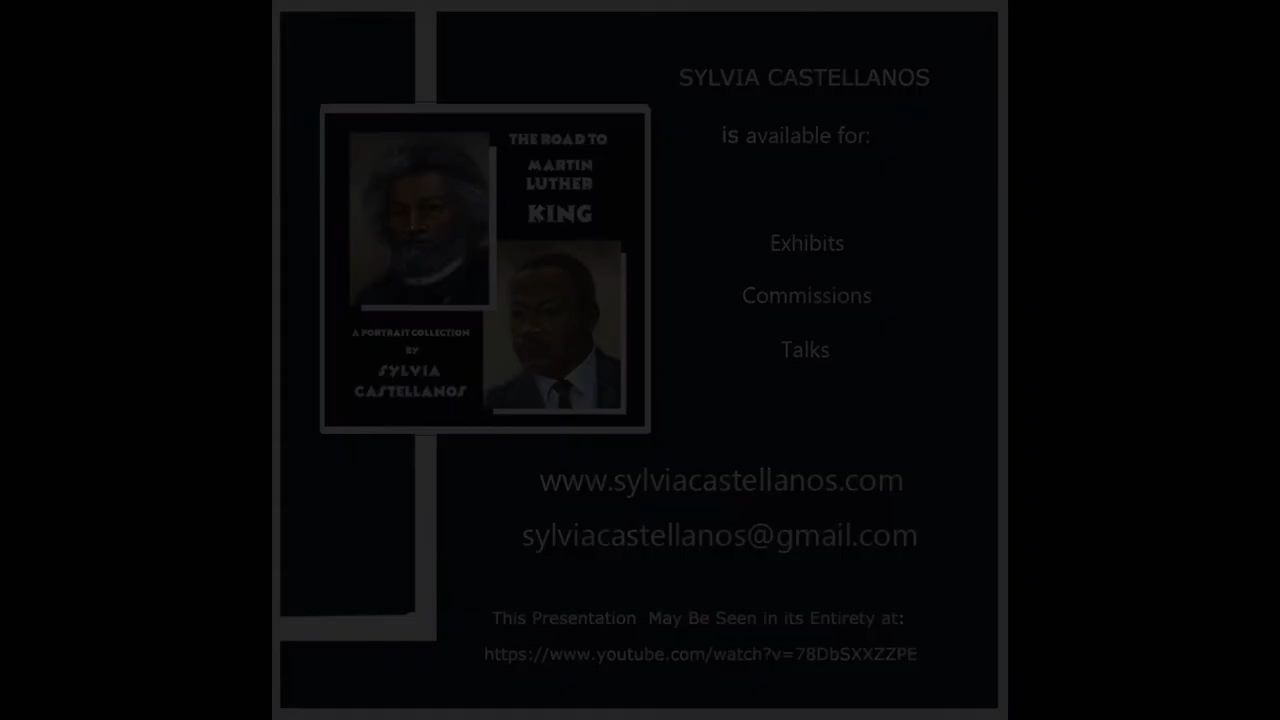 SYLVIA CASTELLANOS
is available for:
Exhibits
Commissions
Talks
THE ROAD TO
MARTIN
LUTHER
KING
A PORTRAIT COLLECTION
BY
SYLVIA
CASTELLANOS
www.sylviacastellanos.com
sylviacastellanos@gmail.com
This Presentation May Be Seen in its Entirety at:
https://www.youtube.com/watch?v=78DbSXXZZPE